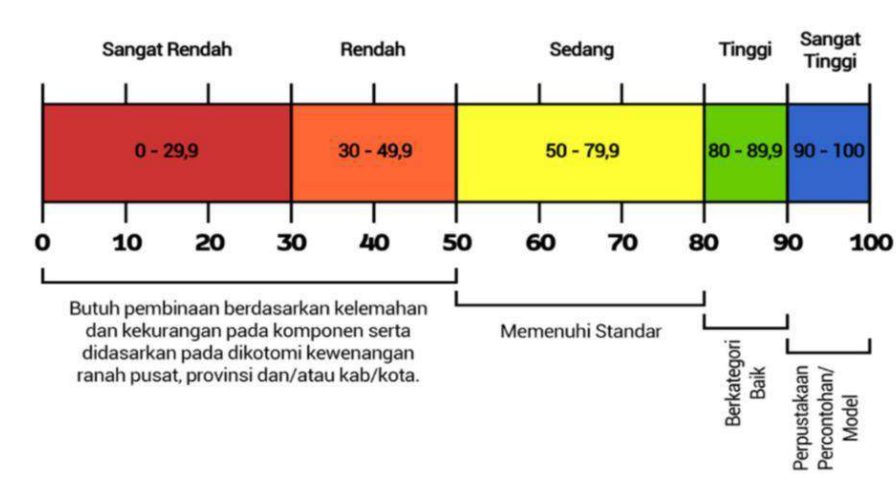 Sangat Rendah
Rendah
Sedang
Tinggi
Sangat
Tinggi
0 - 29,9
30 - 49,9
50 - 79,9
80 - 89,9
90 - 100
0 10 20 30 40 50 60 70 80 90 100
Butuh pembinaan berdasarkan kelemahan
dan kekurangan pada komponen serta
didasarkan pada dikotomi kewenangan
ranah pusat, provinsi dan/atau kab/kota.
Memenuhi Standar
Berkategori
Baik
Perpustakaan
Percontohan/
Model